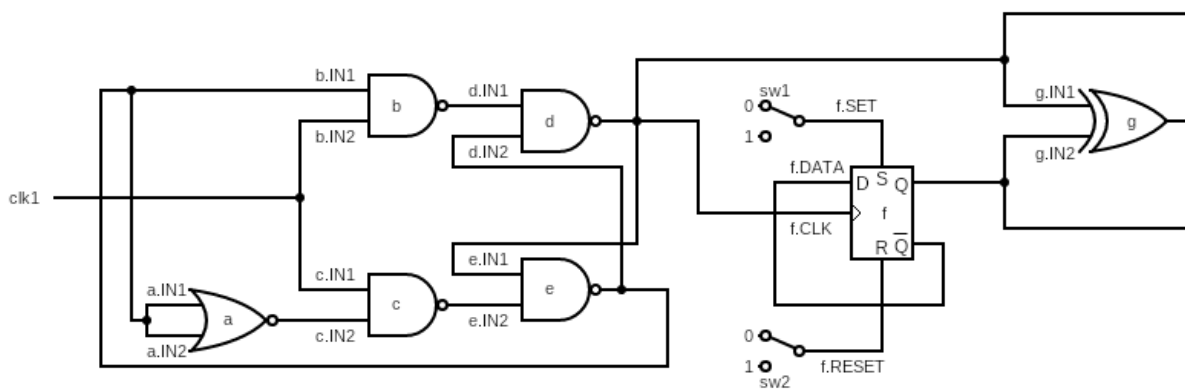 b.IN1
b.IN2
b
d.IN1
d.IN2
d
sw1
0
1
f.SET
g.IN1
g.IN2
g
clk1
f.DATA
f.CLK
D
S
Q
f
R
Q̅
c.IN1
c.IN2
c
e.IN1
e.IN2
e
a.IN1
a
a.IN2
0
1
sw2
f.RESET